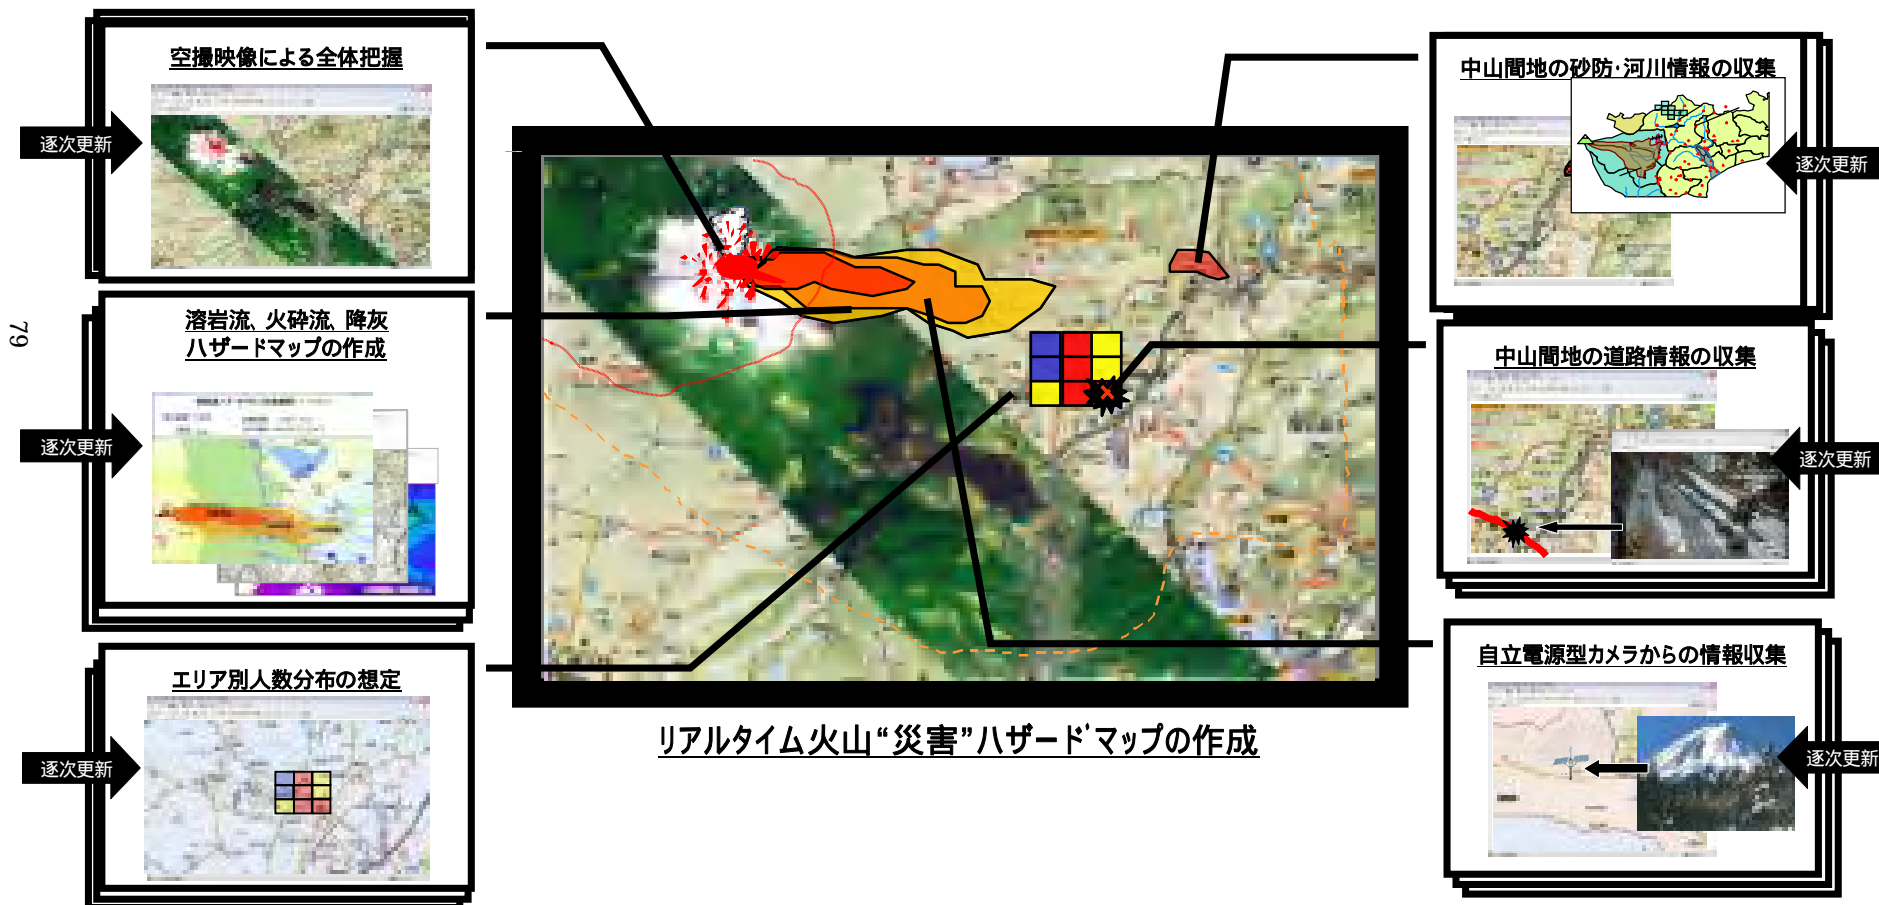 空撮映像による全体把握
逐次更新
溶岩流、火砕流、降灰
ハザードマップの作成
逐次更新
エリア別人数分布の想定
逐次更新
79
リアルタイム火山“災害”ハザードマップの作成
中山間地の砂防・河川情報の収集
逐次更新
中山間地の道路情報の収集
逐次更新
自立電源型カメラからの情報収集
逐次更新